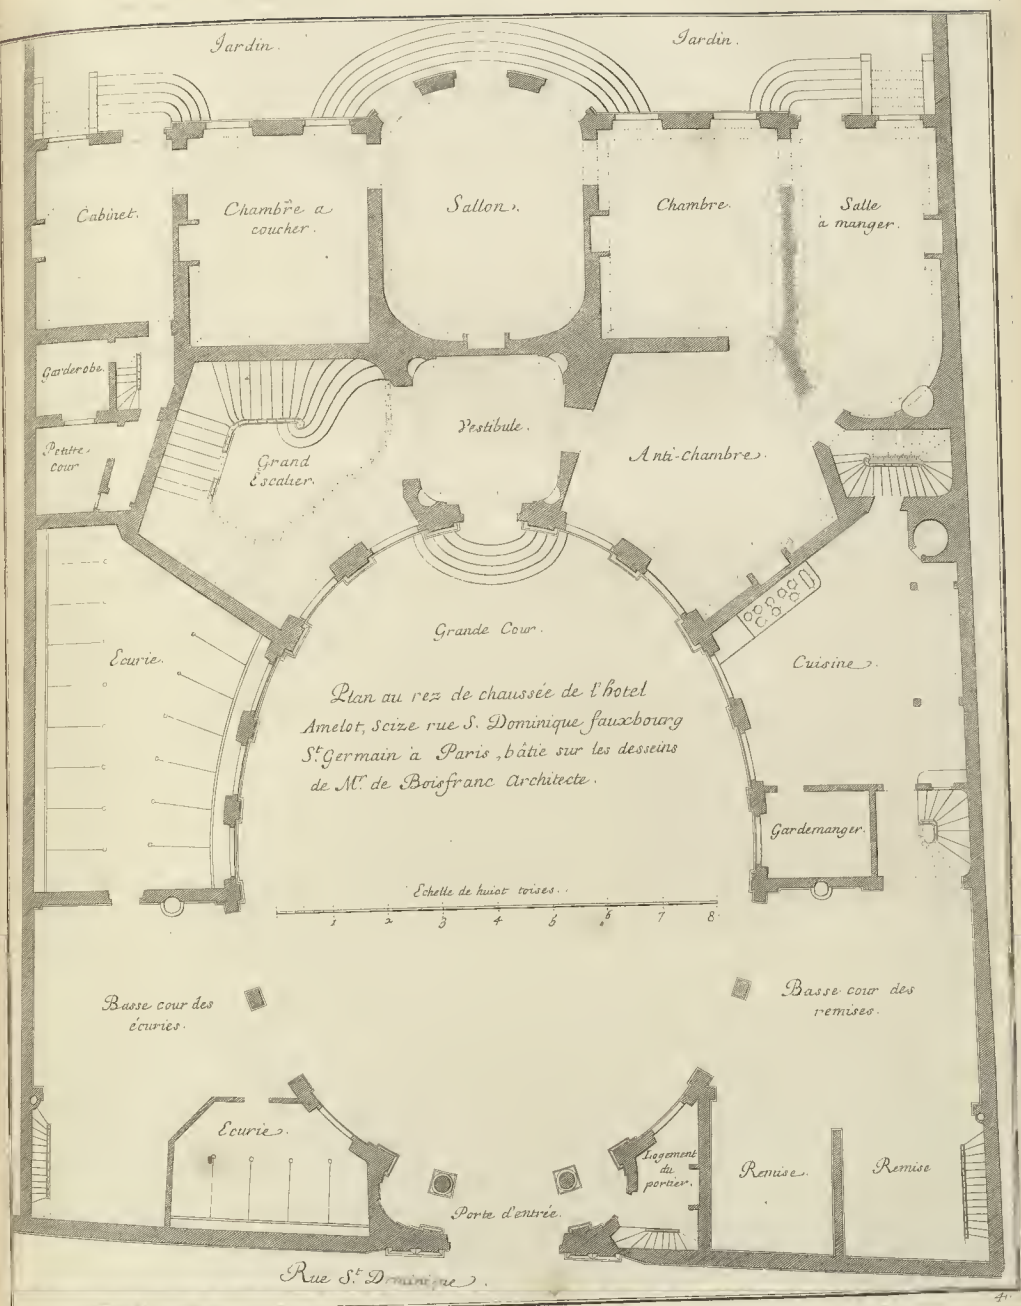 Jardin.
Jardin.
Cabinet.
Chambre a
coucher.
Sallon.
Chambre.
Salle
à manger.
Garderobe.
Petitte
cour
Grand
Escalier.
Vestibule.
Anti-chambre.
Ecurie.
Grande Cour.
Cuisine.
Plan au rez de chaussée de l'hotel
Amelot, scize rue S. Dominique fauxbourg
St. Germain à Paris, bâtie sur les desseins
de Mr. de Boisfranc Architecte.
Gardemanger.
Echelle de huiot toises.
1 2 3 4 5 6 7 8
Basse cour des
écuries.
Basse cour des
remises.
Ecurie.
Logement
du
portier.
Remise.
Remise
Porte d'entrée.
Rue St. Dominique.
41.